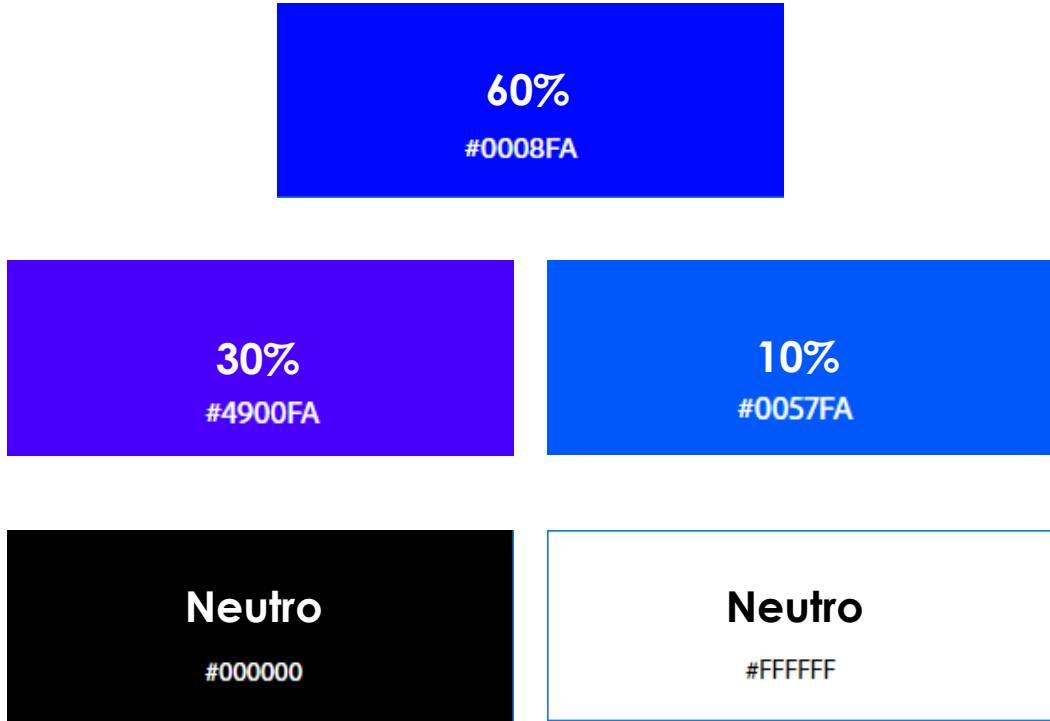 60%
#0008FA
30%
#4900FA
10%
#0057FA
Neutro
#000000
Neutro
#FFFFFF